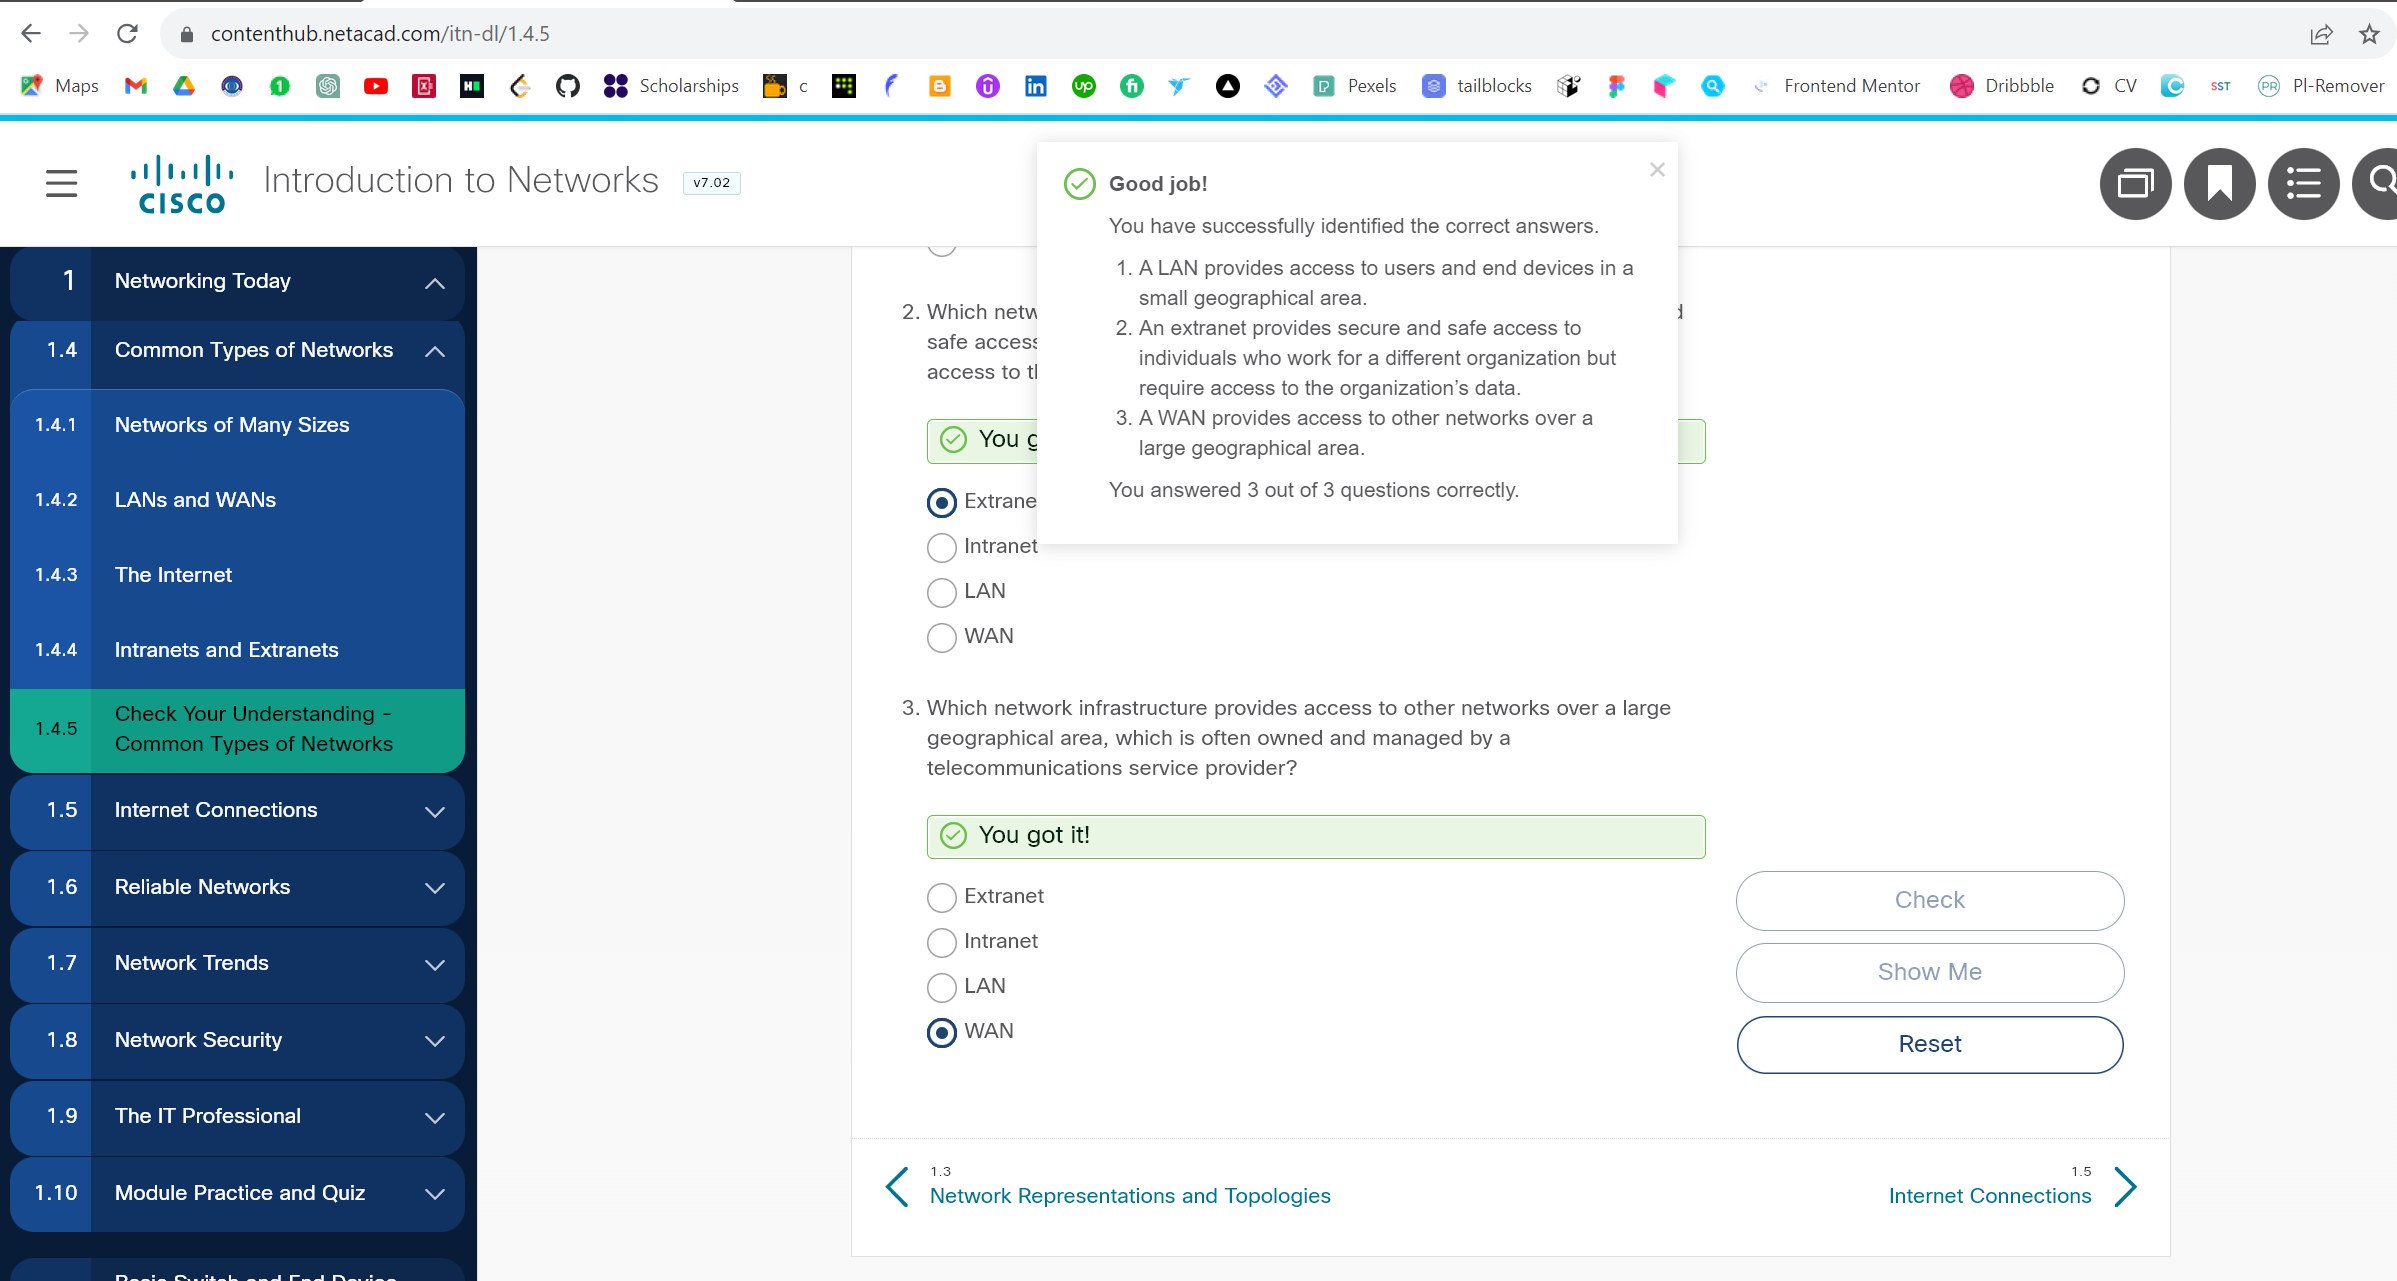 contenthub.netacad.com/itn-dl/1.4.5
Maps
Scholarships
c
Pexels
tailblocks
Frontend Mentor
Dribbble
CV
SST
PR
PI-Remover
CISCO
Introduction to Networks
v7.02
Good job!
You have successfully identified the correct answers.
1. A LAN provides access to users and end devices in a
small geographical area.
2. An extranet provides secure and safe access to
individuals who work for a different organization but
require access to the organization's data.
3. A WAN provides access to other networks over a
large geographical area.
You answered 3 out of 3 questions correctly.
1 Networking Today
1.4 Common Types of Networks
1.4.1 Networks of Many Sizes
1.4.2 LANs and WANs
1.4.3 The Internet
1.4.4 Intranets and Extranets
1.4.5 Check Your Understanding -
Common Types of Networks
1.5 Internet Connections
1.6 Reliable Networks
1.7 Network Trends
1.8 Network Security
1.9 The IT Professional
1.10 Module Practice and Quiz
2. Which netw
safe access
access to
You g
Extrane
Intranet
LAN
WAN
3. Which network infrastructure provides access to other networks over a large
geographical area, which is often owned and managed by a
telecommunications service provider?
You got it!
Extranet
Intranet
LAN
WAN
Check
Show Me
Reset
1.3
Network Representations and Topologies
1.5
Internet Connections